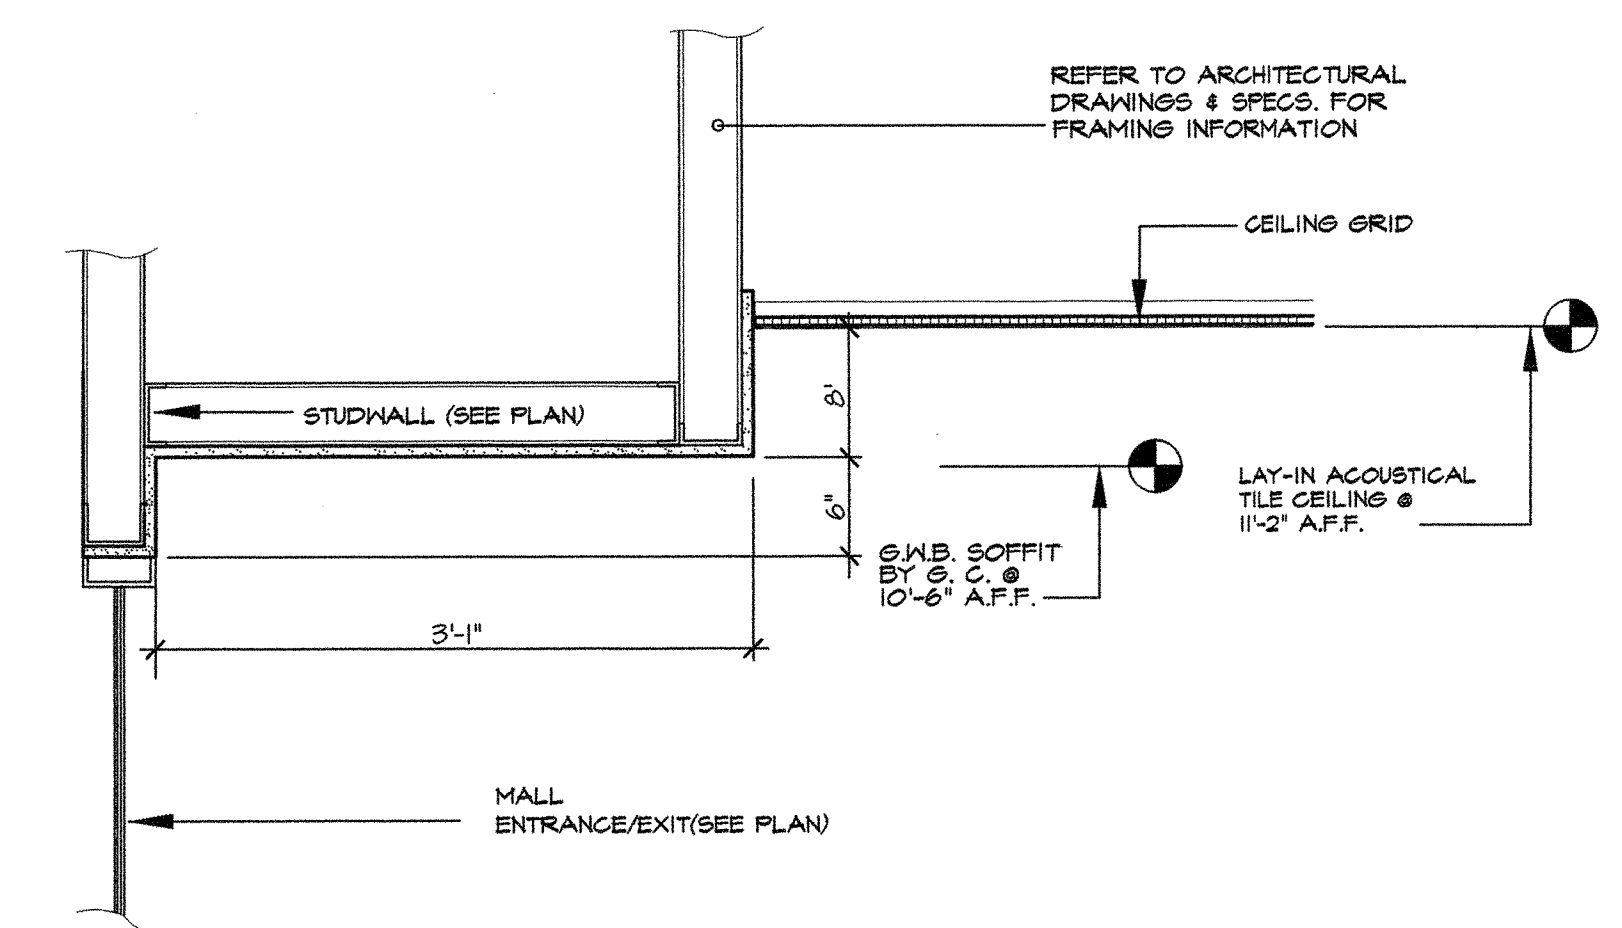 REFER TO ARCHITECTURAL
DRAWINGS & SPECS. FOR
FRAMING INFORMATION
CEILING GRID
STUDWALL (SEE PLAN)
8'
6"
LAY-IN ACOUSTICAL
TILE CEILING @
11'-2" A.F.F.
G.W.B. SOFFIT
BY G. C. @
10'-6" A.F.F.
3'-1"
MALL
ENTRANCE/EXIT(SEE PLAN)